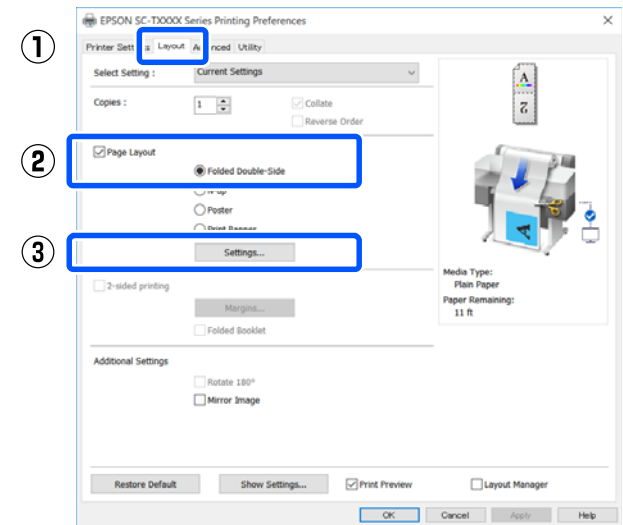 EPSON SC-TXXXX Series Printing Preferences
1
Layout
Utility
Select Setting :
Current Settings
Copies :
1
Collate
Reverse Order
2
Page Layout
Folded Double-Side
Poster
Print Banner
3
Settings...
2-sided printing
Margins...
Folded Booklet
Additional Settings
Rotate 180°
Mirror Image
A
2
A
Media Type:
Plain Paper
Paper Remaining:
11 ft
Restore Default
Show Settings...
Print Preview
Layout Manager
OK
Cancel
Apply
Help